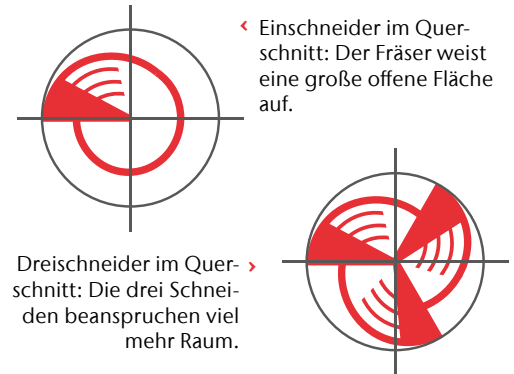 Einschneider im Quer-
schnitt: Der Fräser weist
eine große offene Fläche
auf.
Dreischneider im Quer-
schnitt: Die drei Schnei-
den beanspruchen viel
mehr Raum.